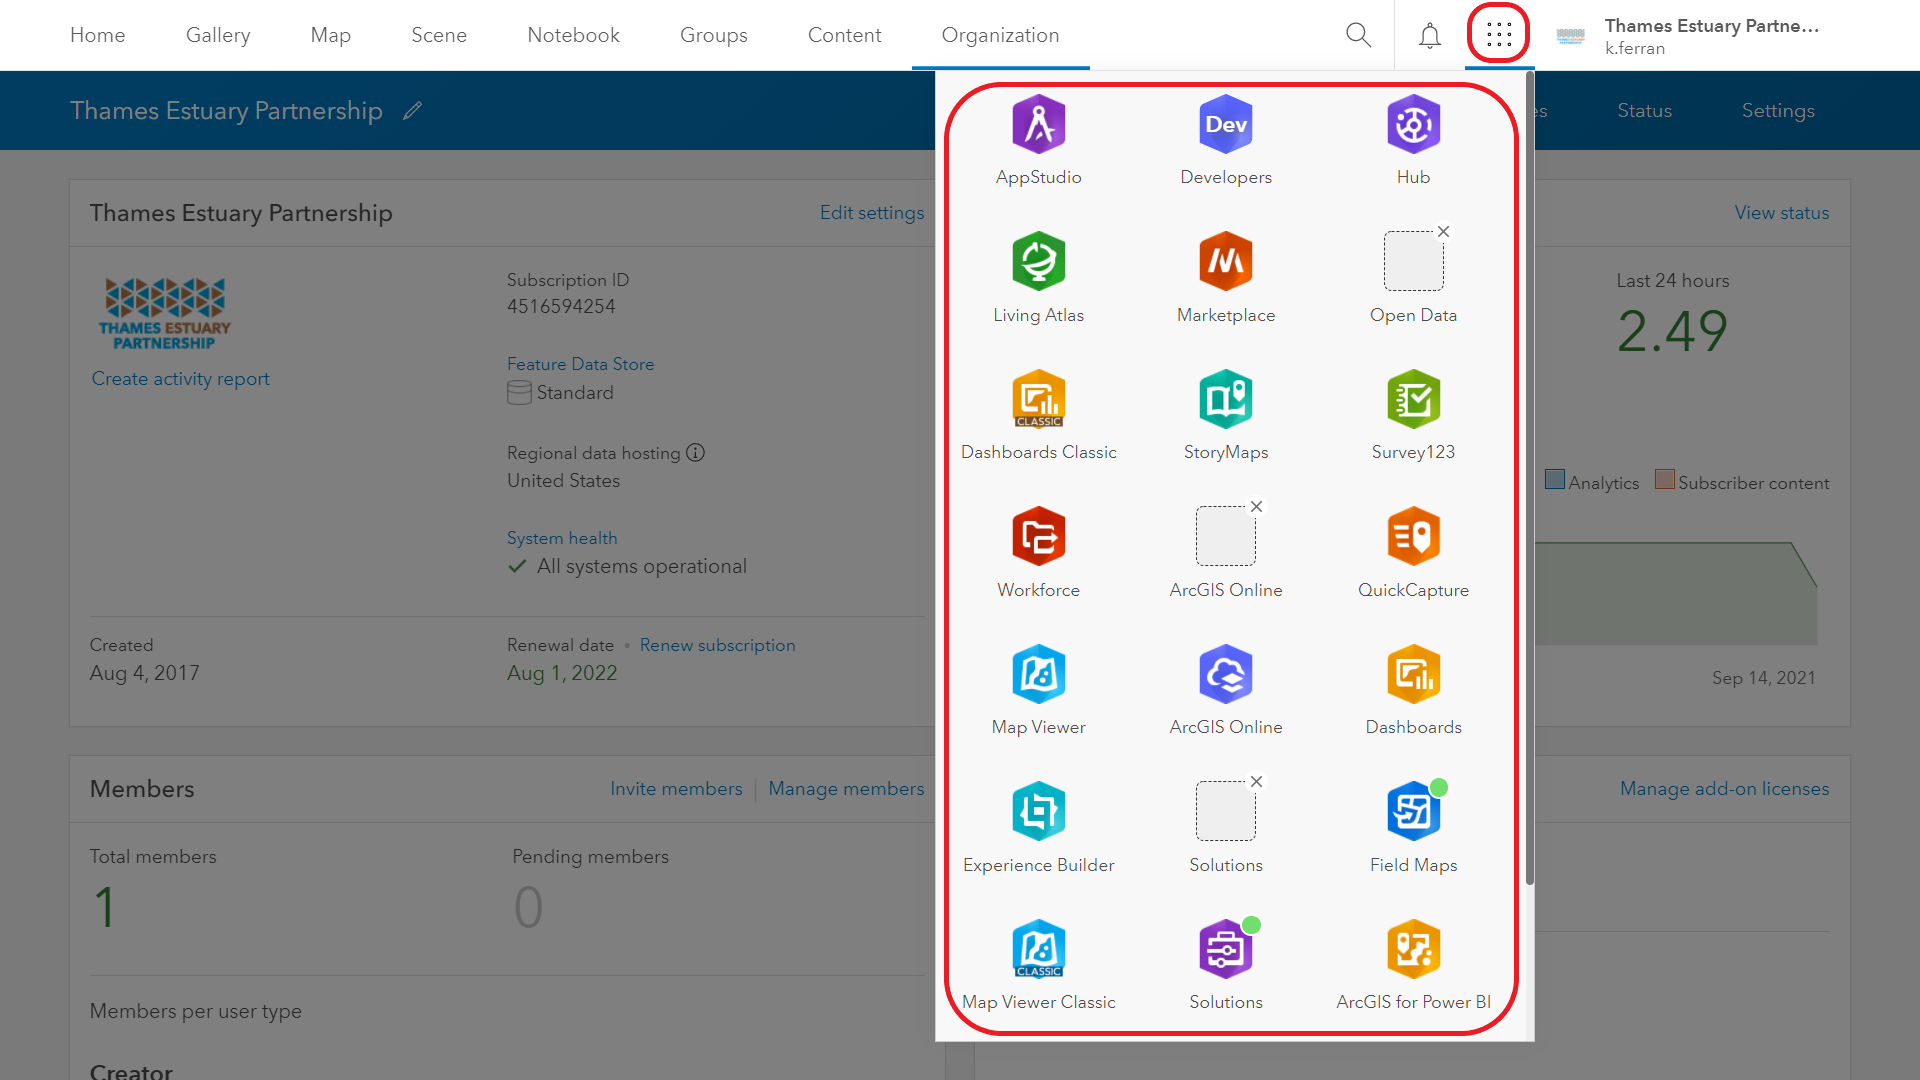 Home Gallery Map Scene Notebook Groups Content Organization
Thames Estuary Partne...
k.ferran
Thames Estuary Partnership
es Status Settings
Thames Estuary Partnership Edit settings
THAMES ESTUARY
PARTNERSHIP
Create activity report
Subscription ID
4516594254
Feature Data Store
Standard
Regional data hosting
United States
System health
All systems operational
Created
Aug 4, 2017
Renewal date • Renew subscription
Aug 1, 2022
Members Invite members Manage members
Total members
1
Pending members
0
Members per user type
Creator
Dev
AppStudio Developers Hub
Living Atlas Marketplace Open Data
CLASSIC
Dashboards Classic StoryMaps Survey123
Workforce ArcGIS Online QuickCapture
Map Viewer ArcGIS Online Dashboards
Experience Builder Solutions Field Maps
CLASSIC
Map Viewer Classic Solutions ArcGIS for Power BI
View status
Last 24 hours
2.49
Analytics Subscriber content
Sep 14, 2021
Manage add-on licenses